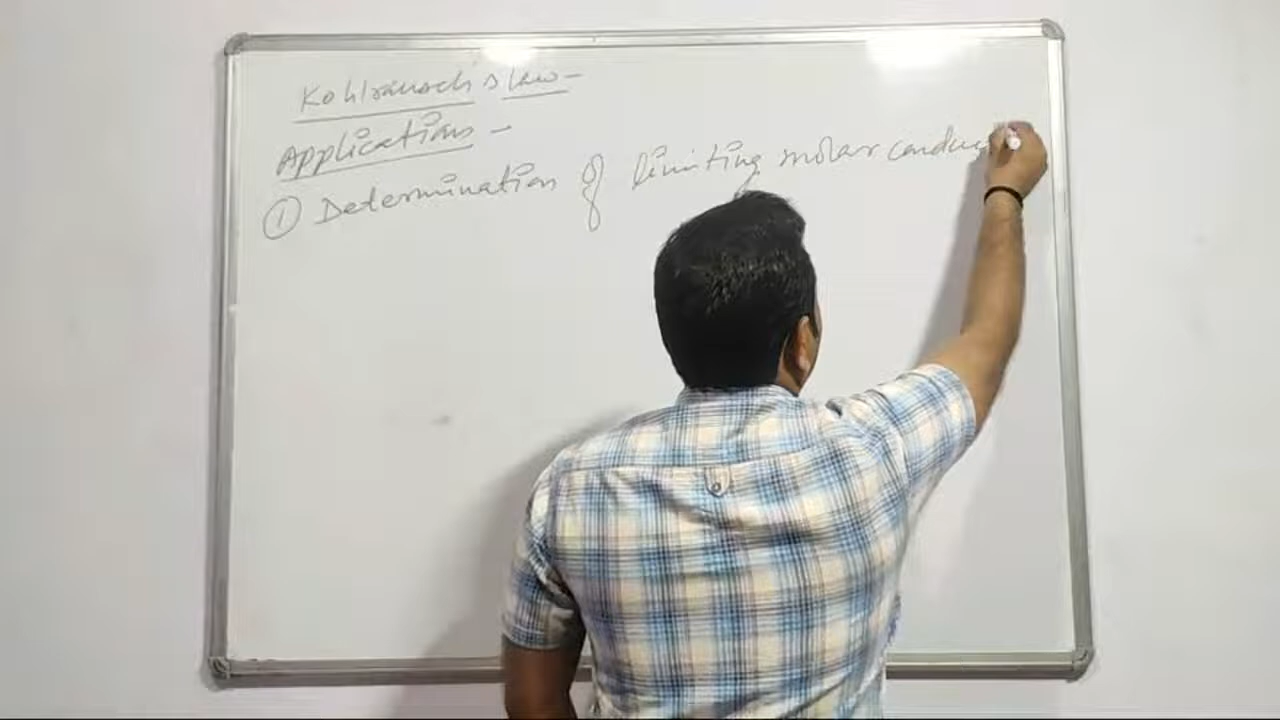 Kohlrausch's law-
Applications -
① Determination of limiting molar conduc